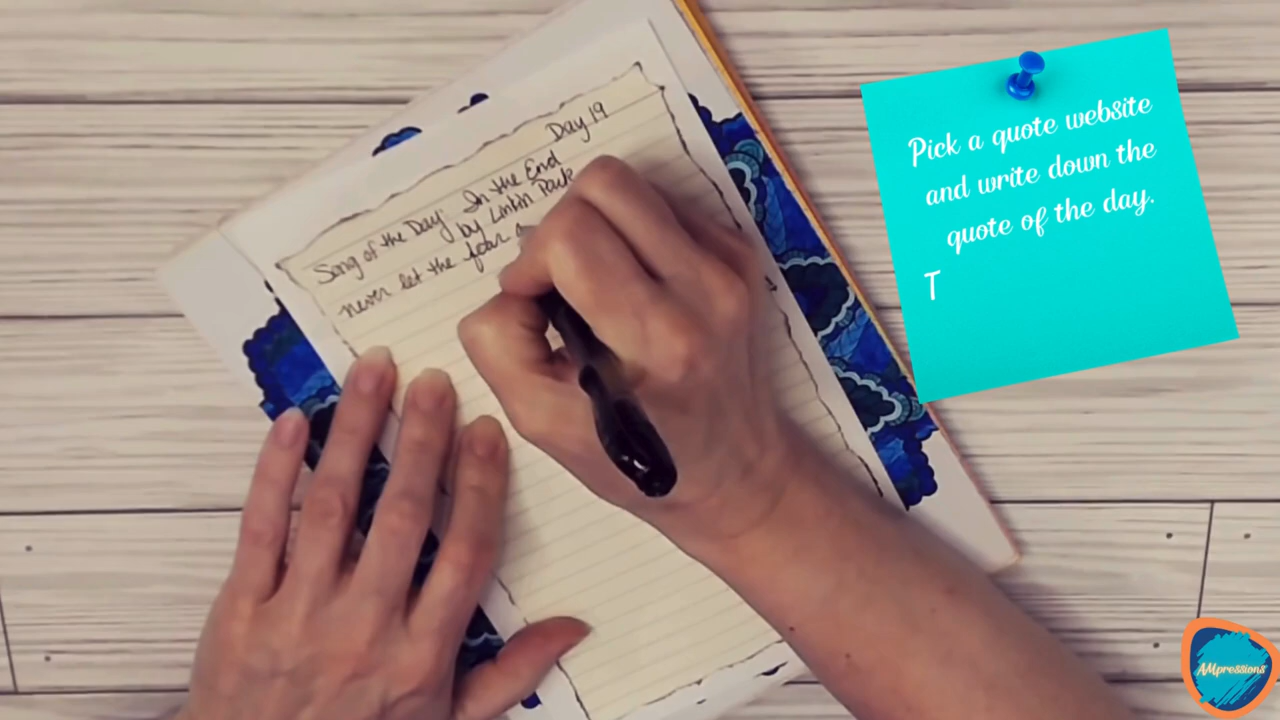 Day 19
Song of the Day: In the End
by Linkin Park
never let the fear
Pick a quote website
and write down the
quote of the day.
T
AMpressions